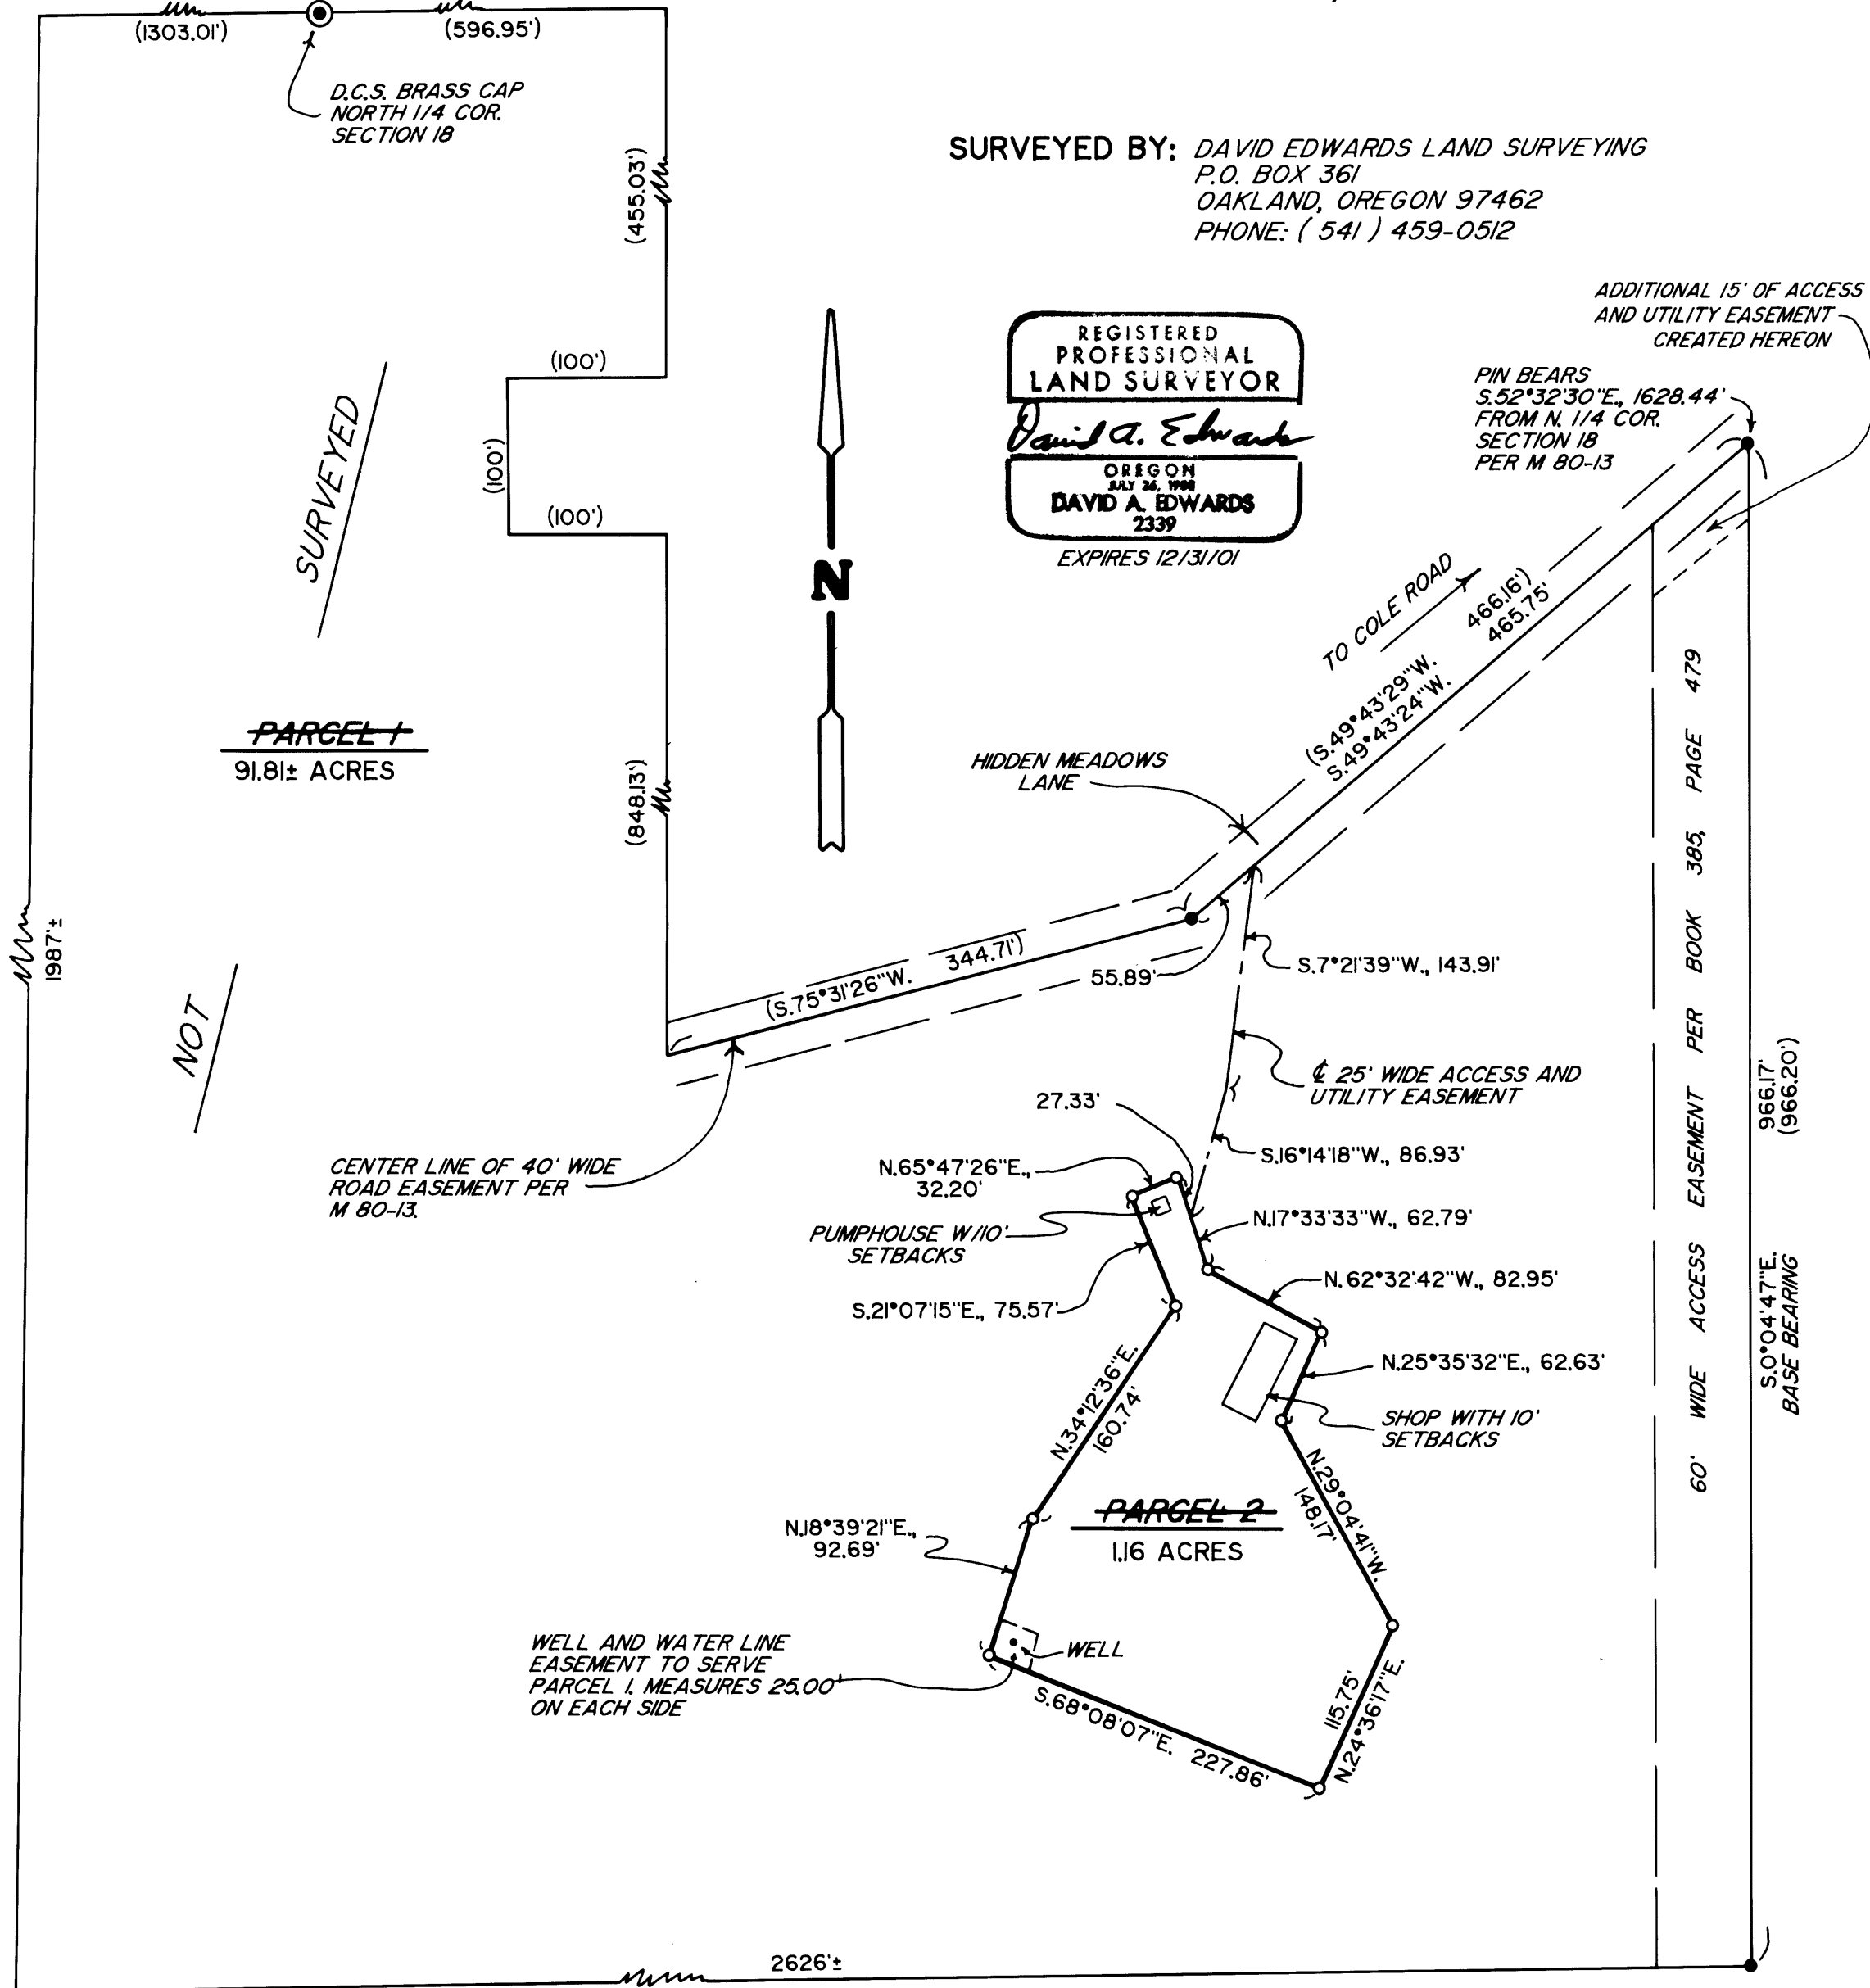 (1303.01')
(596.95')
D.C.S. BRASS CAP
NORTH 1/4 COR.
SECTION 18
(455.03')
SURVEYED BY: DAVID EDWARDS LAND SURVEYING
P.O. BOX 361
OAKLAND, OREGON 97462
PHONE: ( 541 ) 459-0512
ADDITIONAL 15' OF ACCESS
AND UTILITY EASEMENT
CREATED HEREON
REGISTERED
PROFESSIONAL
LAND SURVEYOR
David A. Edwards
OREGON
JULY 26, 1988
DAVID A. EDWARDS
2339
EXPIRES 12/31/01
PIN BEARS
S.52°32'30"E., 1628.44'
FROM N. 1/4 COR.
SECTION 18
PER M 80-13
(100')
(100')
(100')
SURVEYED
N
TO COLE ROAD
466.16')
465.75'
(S.49°43'29"W.
S.49°43'24"W.
PARCEL 1
91.81± ACRES
(848.13')
HIDDEN MEADOWS
LANE
60' WIDE ACCESS EASEMENT PER BOOK 385, PAGE 479
1987'±
(S.75°31'26"W. 344.71')
55.89'
S.7°21'39"W., 143.91'
NOT
℄ 25' WIDE ACCESS AND
UTILITY EASEMENT
966.17'
(966.20')
27.33'
CENTER LINE OF 40' WIDE
ROAD EASEMENT PER
M 80-13.
N.65°47'26"E.,
32.20'
S.16°14'18"W., 86.93'
PUMPHOUSE W/10'
SETBACKS
N.17°33'33"W., 62.79'
N.62°32'42"W., 82.95'
S.0°04'47"E.
BASE BEARING
S.21°07'15"E., 75.57'
N.25°35'32"E., 62.63'
N.34°12'36"E.
160.74'
SHOP WITH 10'
SETBACKS
N.29°04'41"W.
148.17'
PARCEL 2
1.16 ACRES
N.18°39'21"E.,
92.69'
WELL AND WATER LINE
EASEMENT TO SERVE
PARCEL 1. MEASURES 25.00'
ON EACH SIDE
WELL
S.68°08'07"E. 227.86'
115.75'
N.24°36'17"E.
2626'±